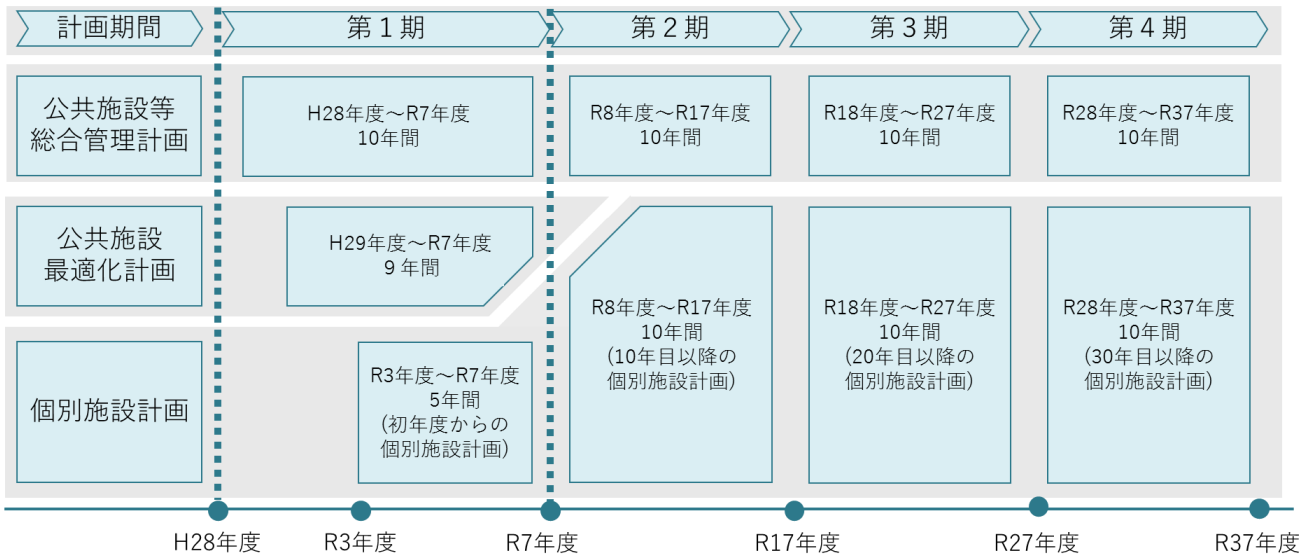 計画期間
第１期
第２期
第３期
第４期
公共施設等
総合管理計画
H28年度～R7年度
10年間
R8年度～R17年度
10年間
R18年度～R27年度
10年間
R28年度～R37年度
10年間
公共施設
最適化計画
H29年度～R7年度
９年間
個別施設計画
R3年度～R7年度
5年間
(初年度からの
個別施設計画)
R8年度～R17年度
10年間
(10年目以降の
個別施設計画)
R18年度～R27年度
10年間
(20年目以降の
個別施設計画)
R28年度～R37年度
10年間
(30年目以降の
個別施設計画)
H28年度
R3年度
R7年度
R17年度
R27年度
R37年度